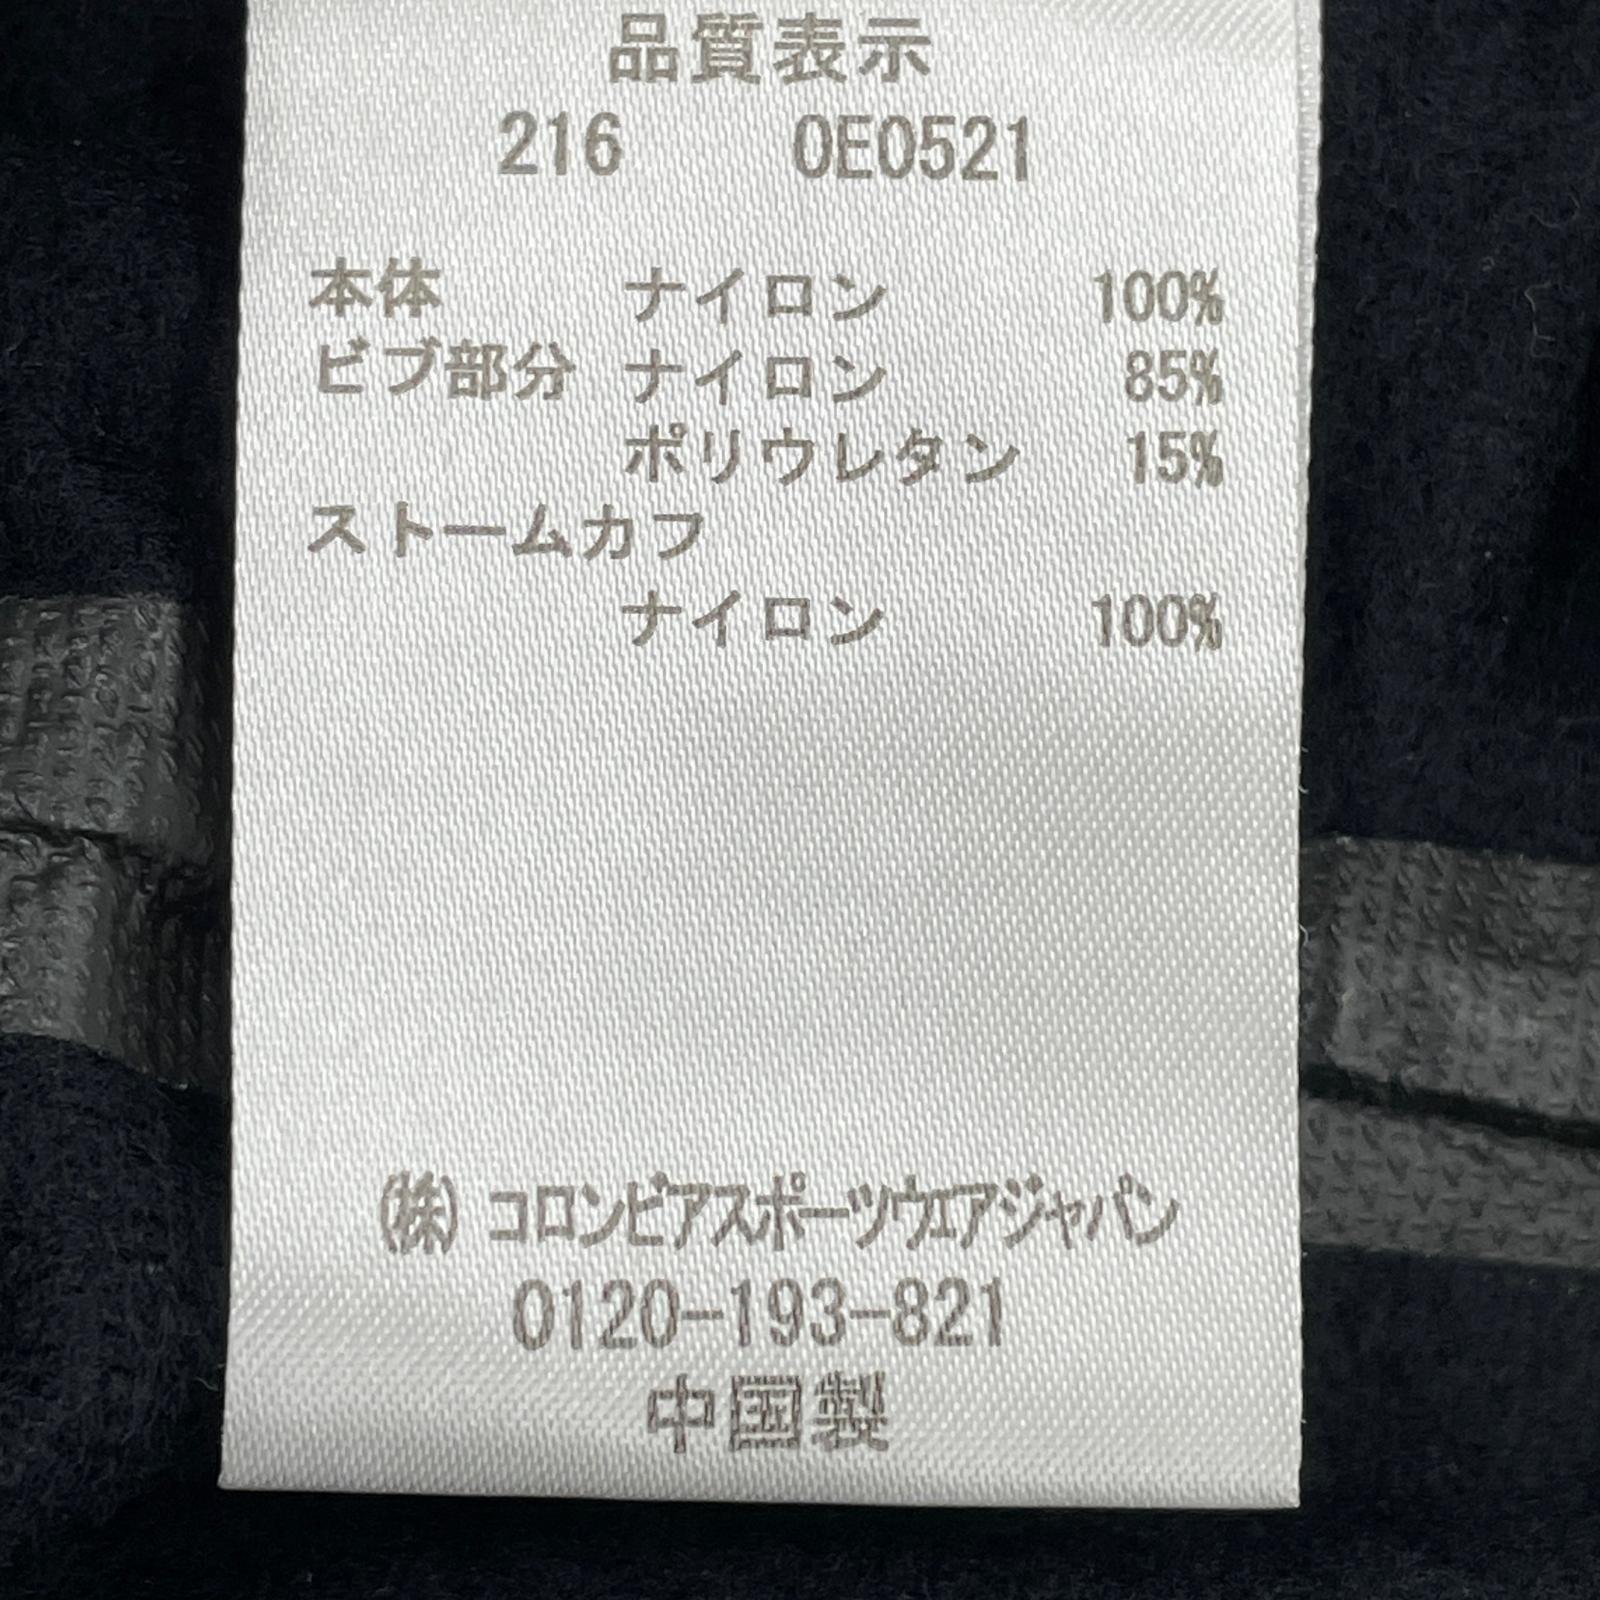 品質表示
216 0E0521
本体 ナイロン 100%
ビブ部分 ナイロン 85%
ポリウレタン 15%
ストームカフ
ナイロン 100%
㈱ コロンビアスポーツウエアジャパン
0120-193-821
中国製